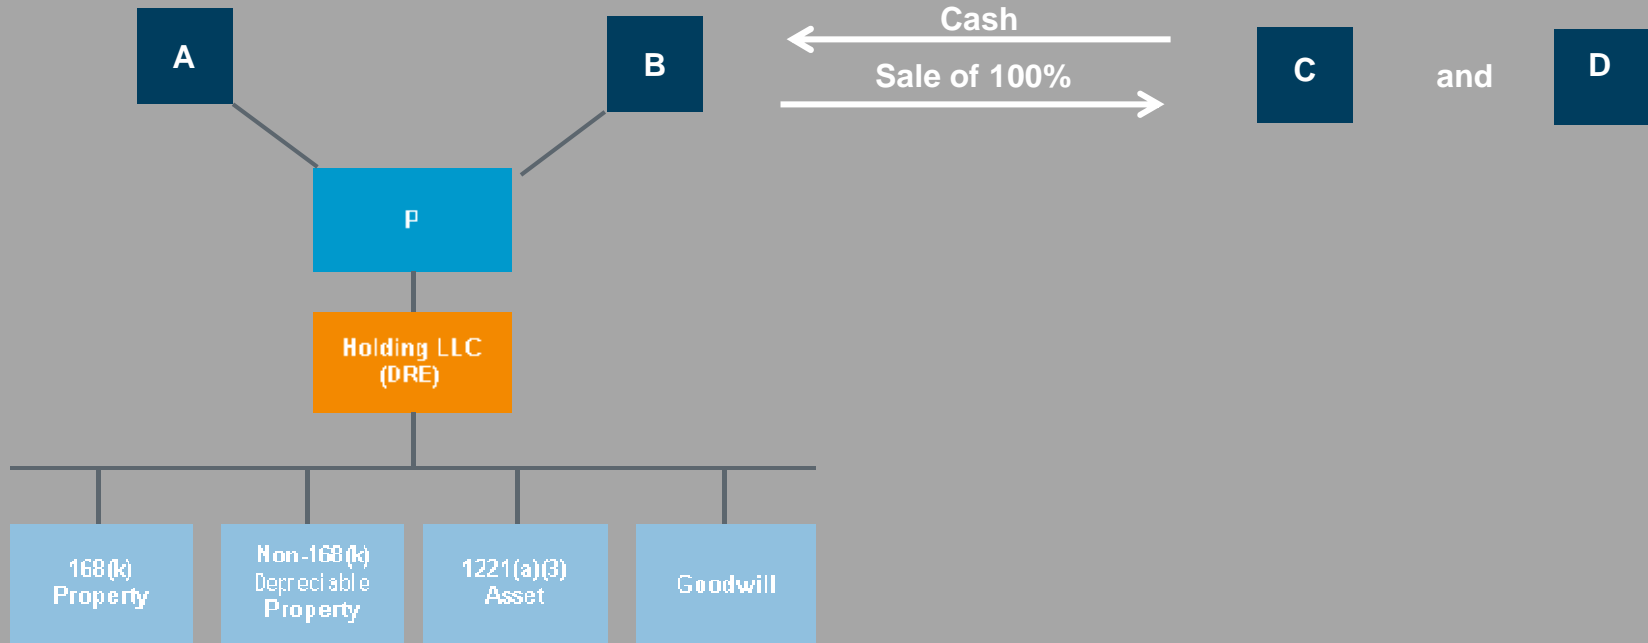 A
B
Cash
Sale of 100%
C
and
D
P
Holding LLC
(DRE)
168(k)
Property
Non-168(k)
Depreciable
Property
1221(a)(3)
Asset
Goodwill